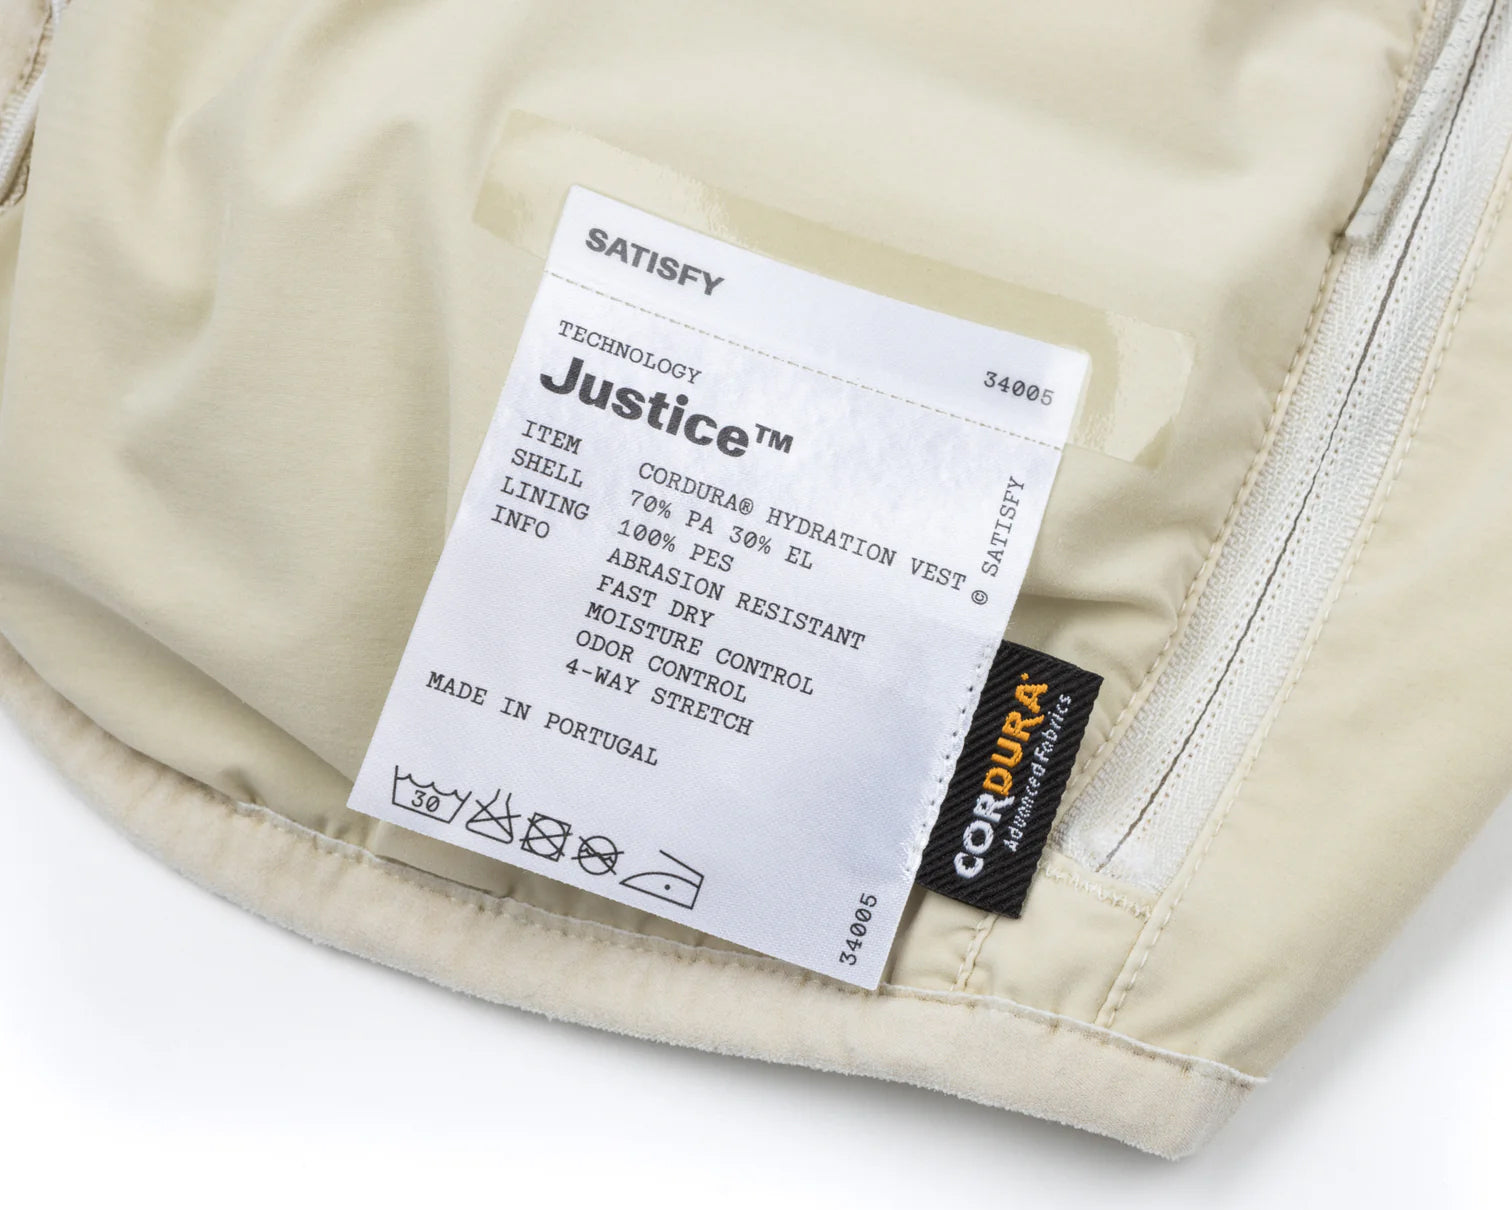 SATISFY
34005
TECHNOLOGY
Justice™
ITEM CORDURA® HYDRATION VEST
SHELL 70% PA 30% EL
LINING 100% PES
INFO ABRASION RESISTANT
FAST DRY
MOISTURE CONTROL
ODOR CONTROL
4-WAY STRETCH
MADE IN PORTUGAL
30
© SATISFY
34005
CORDURA
Advanced Fabrics